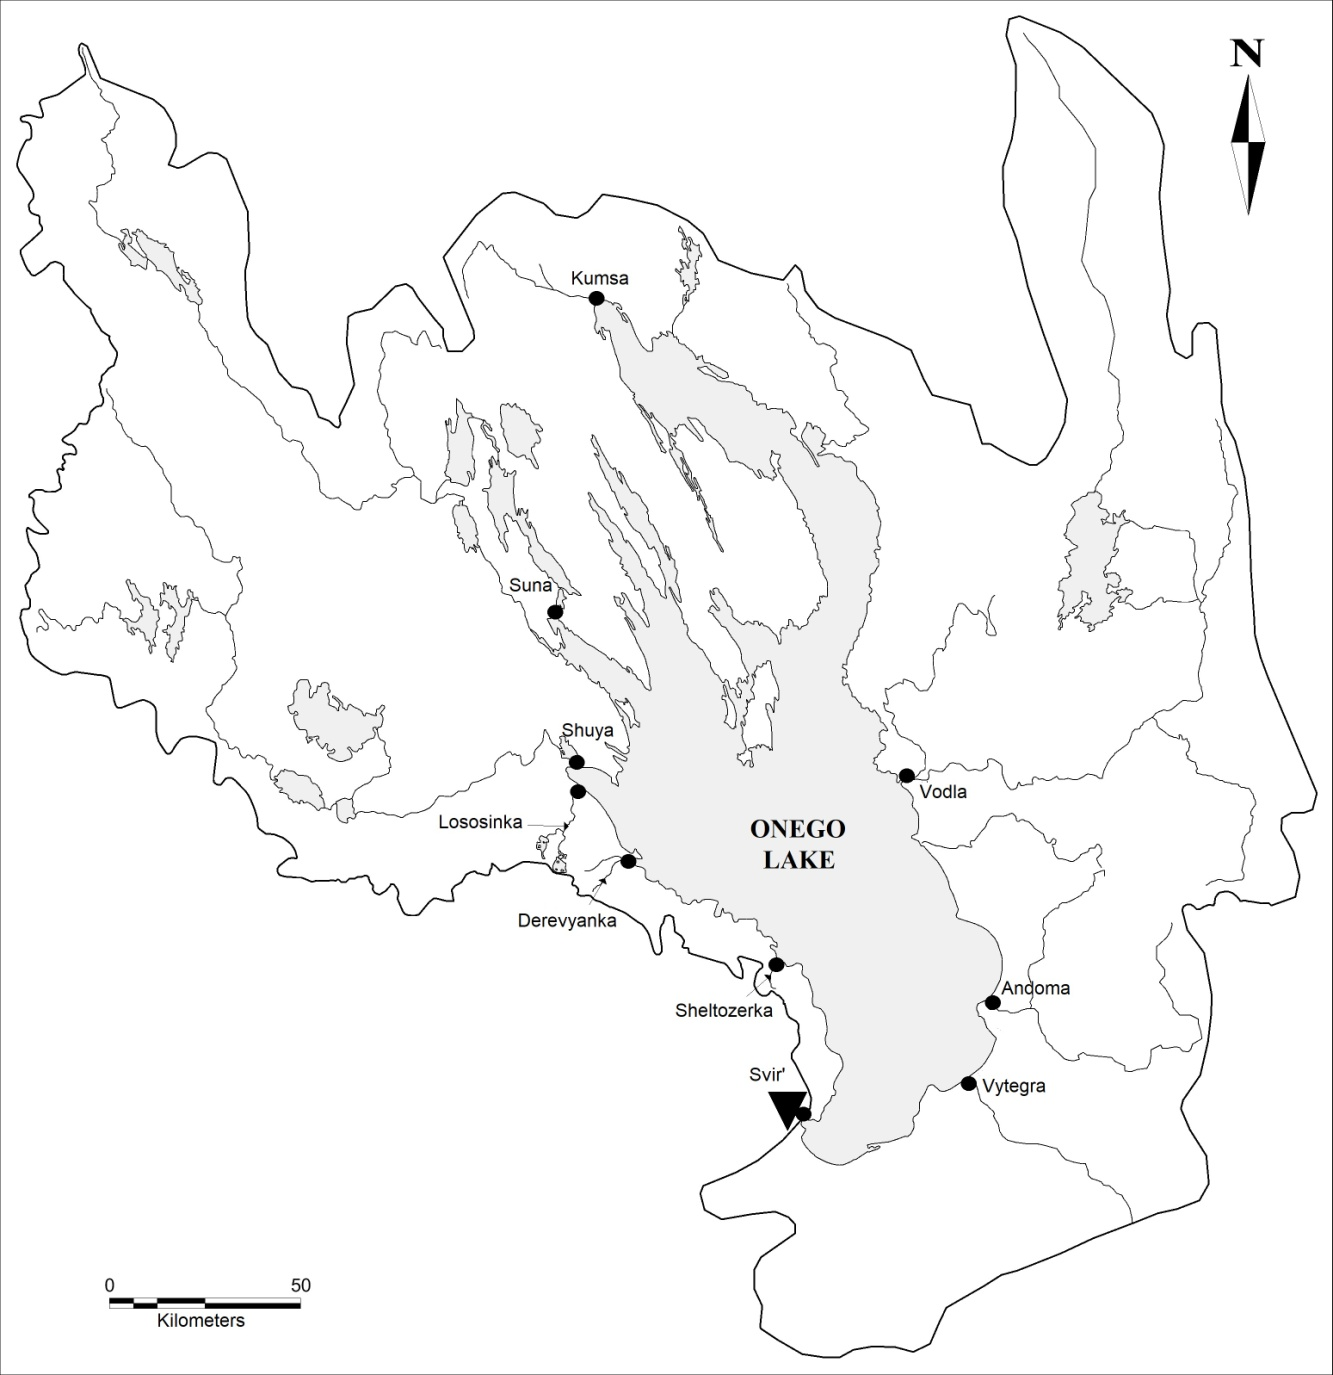 N
Kumsa
Suna
Shuya
Vodla
Lososinka
ONEGO
LAKE
Derevyanka
Andoma
Sheltozerka
Svir'
Vytegra
0 50
Kilometers